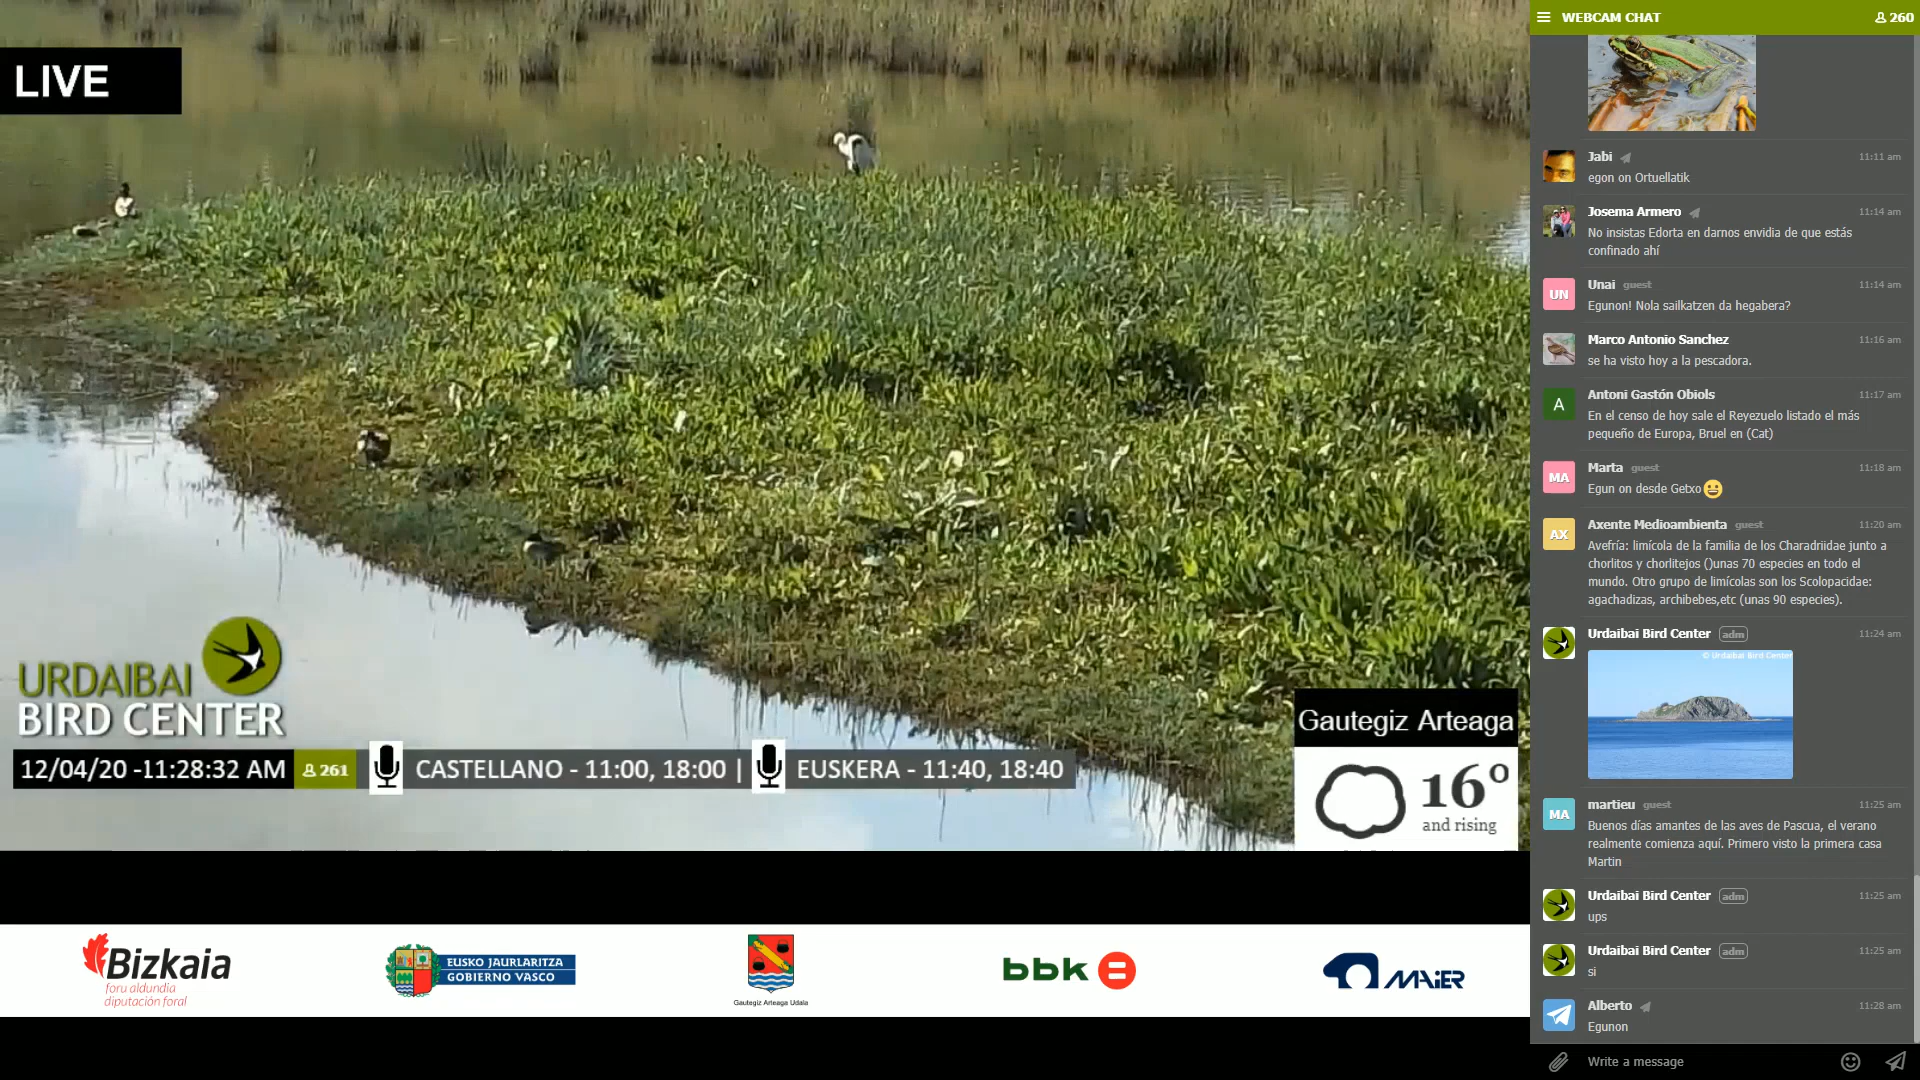 LIVE
URDAIBAI
BIRD CENTER
12/04/20 -11:28:32 AM
261
CASTELLANO - 11:00, 18:00 |
EUSKERA - 11:40, 18:40
Gautegiz Arteaga
16°
and rising
Bizkaia
foru aldundia
diputación foral
EUSKO JAURLARITZA
GOBIERNO VASCO
Gautegiz Arteaga Udala
bbk
MAIER
WEBCAM CHAT
260
Jabi
11:11 am
egon on Ortuellatik
Josema Armero
11:14 am
No insistas Edorta en darnos envidia de que estás
confinado ahí
UN
Unai guest
11:14 am
Egunon! Nola sailkatzen da hegabera?
Marco Antonio Sanchez
11:16 am
se ha visto hoy a la pescadora.
A
Antoni Gastón Obiols
11:17 am
En el censo de hoy sale el Reyezuelo listado el más
pequeño de Europa, Bruel en (Cat)
MA
Marta guest
11:18 am
Egun on desde Getxo
AX
Axente Medioambienta guest
11:20 am
Avefría: limícola de la familia de los Charadriidae junto a
chorlitos y chorlitejos ()unas 70 especies en todo el
mundo. Otro grupo de limícolas son los Scolopacidae:
agachadizas, archibebes,etc (unas 90 especies).
Urdaibai Bird Center adm
11:24 am
© Urdaibai Bird Center
MA
martieu guest
11:25 am
Buenos días amantes de las aves de Pascua, el verano
realmente comienza aquí. Primero visto la primera casa
Martin
Urdaibai Bird Center adm
11:25 am
ups
Urdaibai Bird Center adm
11:25 am
si
Alberto
11:28 am
Egunon
Write a message